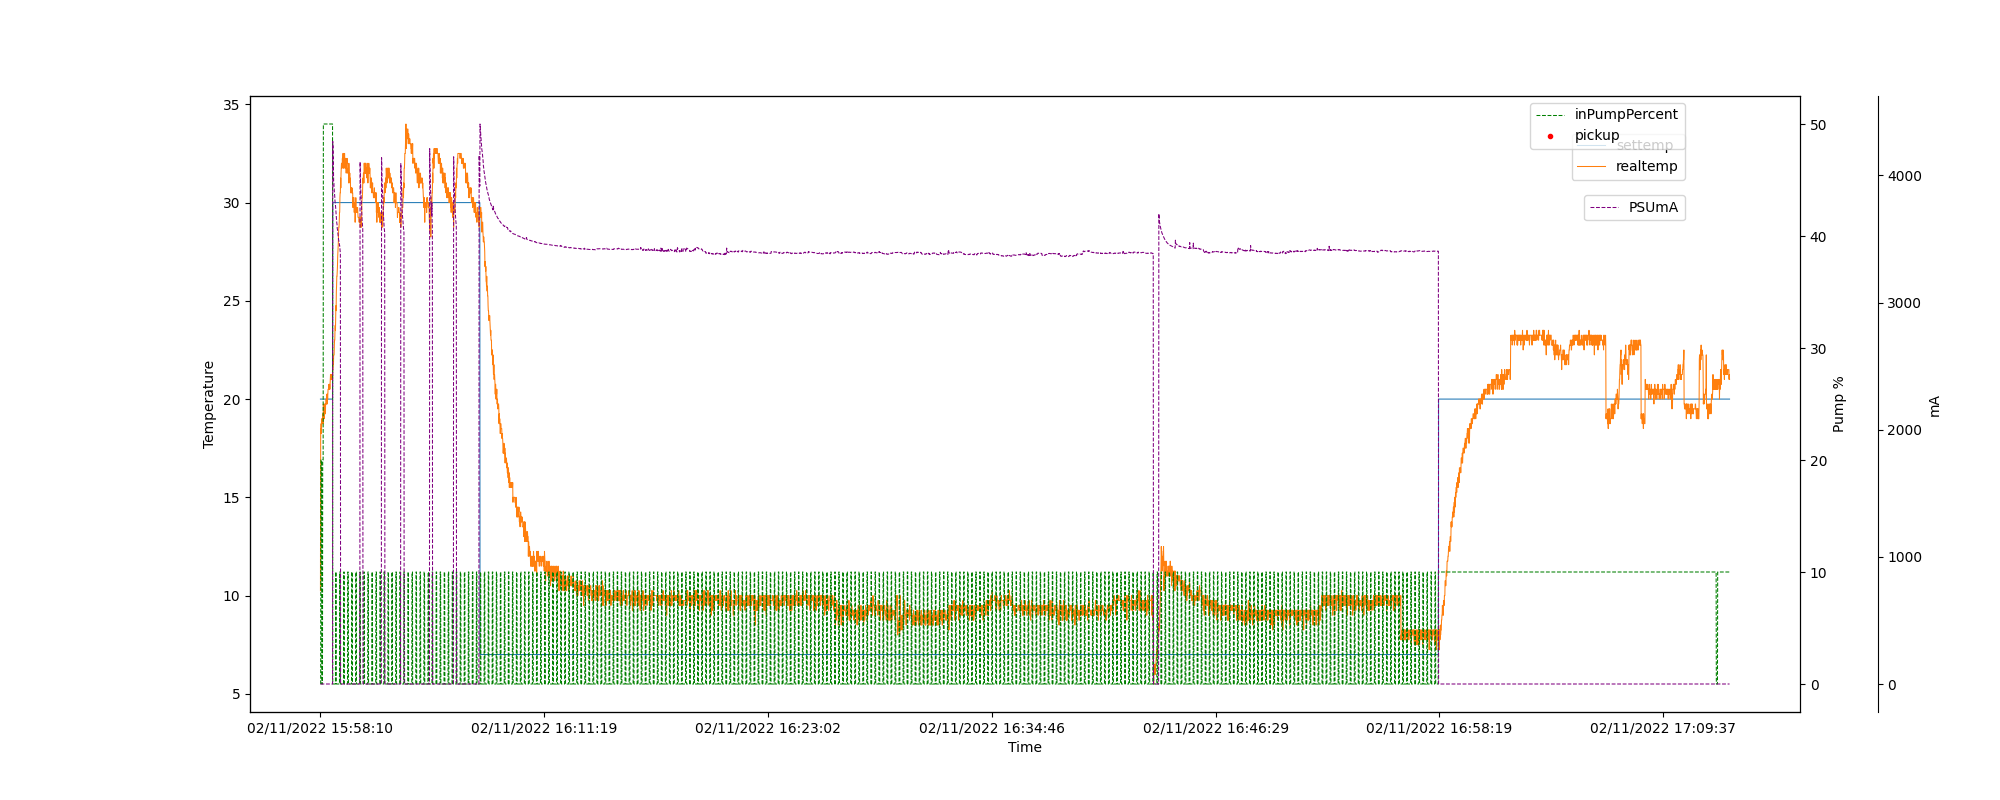 35
30
25
20
15
10
5
Temperature
inPumpPercent
pickup
settemp
realtemp
PSUmA
50
40
30
20
10
0
Pump %
4000
3000
2000
1000
0
mA
02/11/2022 15:58:10
02/11/2022 16:11:19
02/11/2022 16:23:02
02/11/2022 16:34:46
02/11/2022 16:46:29
02/11/2022 16:58:19
02/11/2022 17:09:37
Time